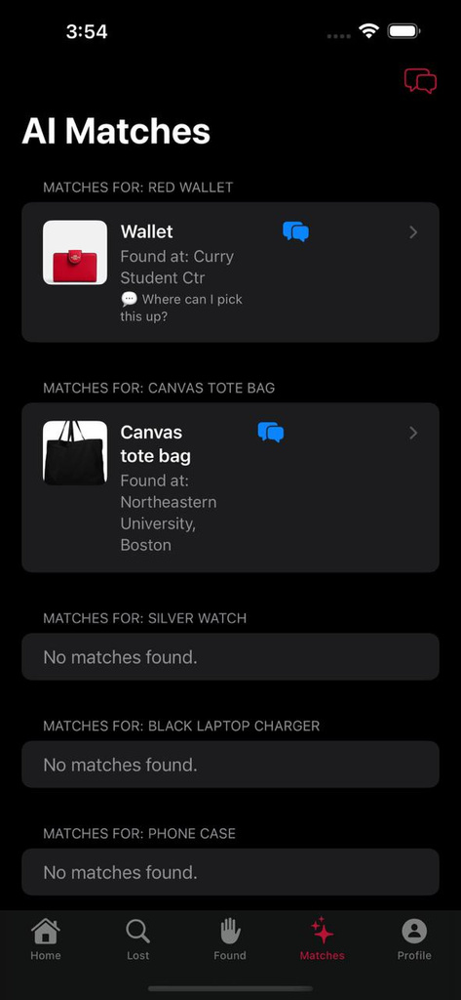 3:54
AI Matches
MATCHES FOR: RED WALLET
Wallet
Found at: Curry
Student Ctr
💬 Where can I pick
this up?
MATCHES FOR: CANVAS TOTE BAG
Canvas
tote bag
Found at:
Northeastern
University,
Boston
MATCHES FOR: SILVER WATCH
No matches found.
MATCHES FOR: BLACK LAPTOP CHARGER
No matches found.
MATCHES FOR: PHONE CASE
No matches found.
Home
Lost
Found
Matches
Profile